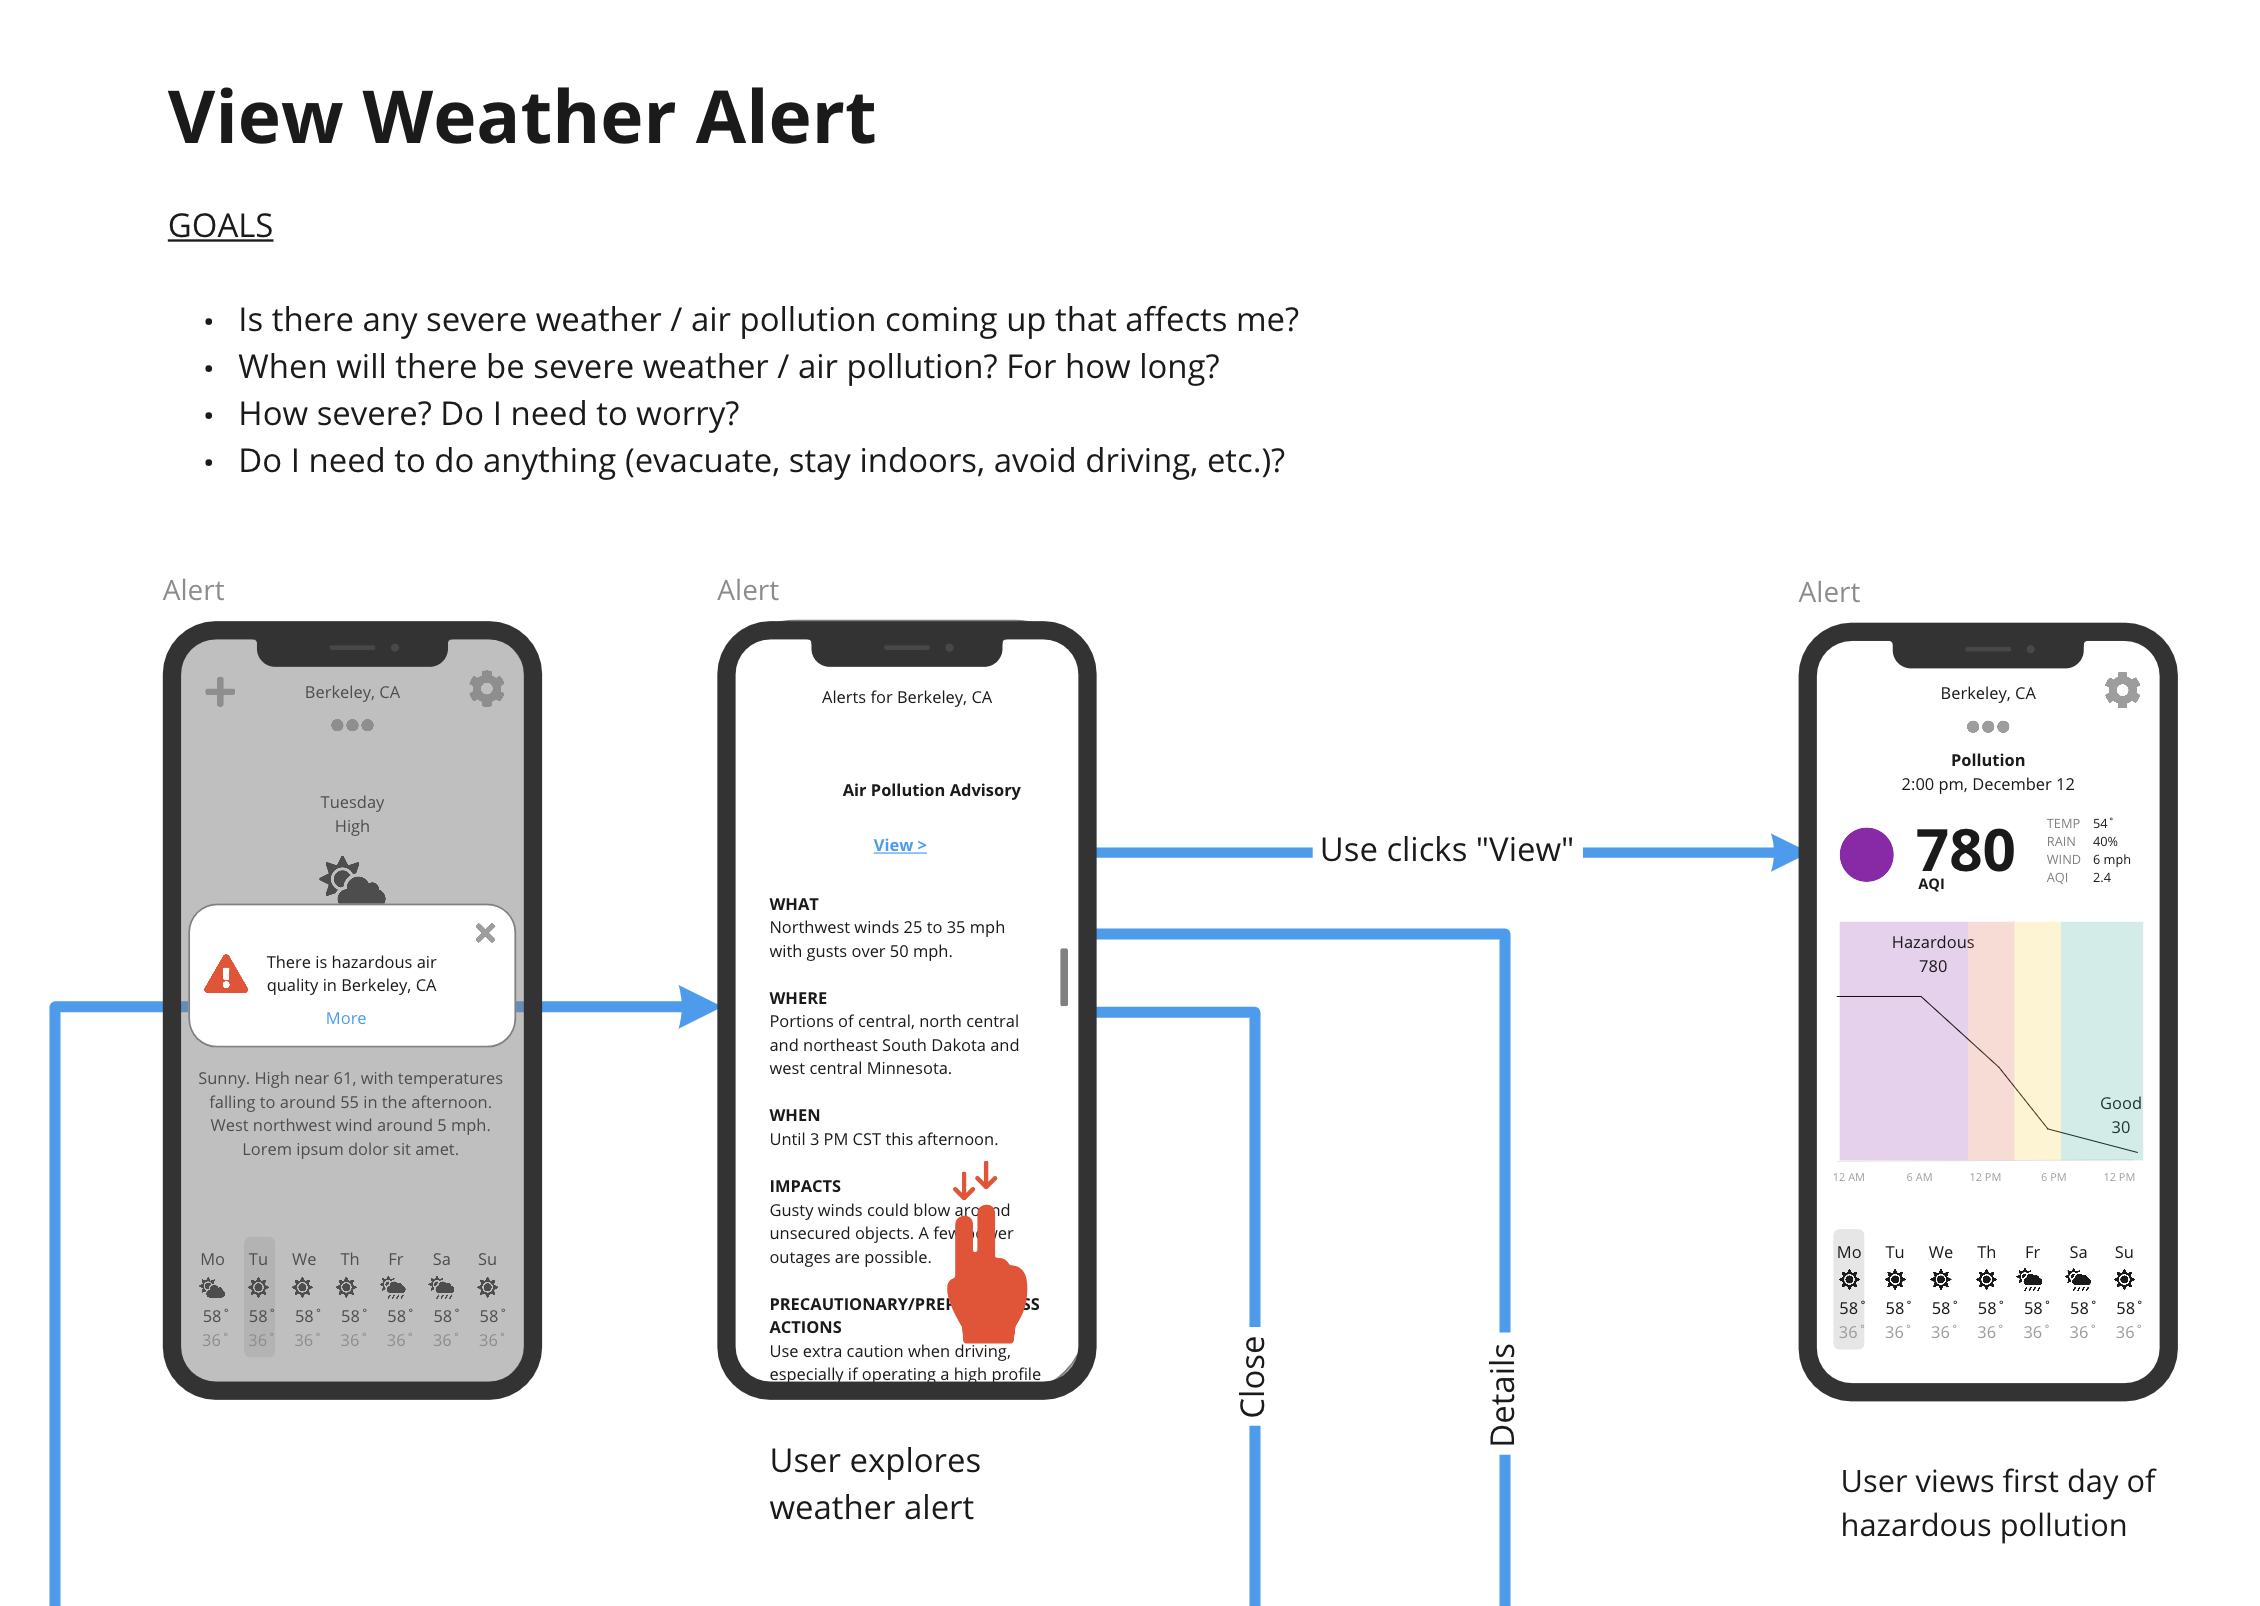 View Weather Alert
GOALS
• Is there any severe weather / air pollution coming up that affects me?
• When will there be severe weather / air pollution? For how long?
• How severe? Do I need to worry?
• Do I need to do anything (evacuate, stay indoors, avoid driving, etc.)?
Alert
Berkeley, CA
Tuesday
High
There is hazardous air
quality in Berkeley, CA
More
Sunny. High near 61, with temperatures
falling to around 55 in the afternoon.
West northwest wind around 5 mph.
Lorem ipsum dolor sit amet.
Mo Tu We Th Fr Sa Su
58° 58° 58° 58° 58° 58° 58°
36° 36° 36° 36° 36° 36° 36°
Alert
Alerts for Berkeley, CA
Air Pollution Advisory
View >
WHAT
Northwest winds 25 to 35 mph
with gusts over 50 mph.
WHERE
Portions of central, north central
and northeast South Dakota and
west central Minnesota.
WHEN
Until 3 PM CST this afternoon.
IMPACTS
Gusty winds could blow around
unsecured objects. A few power
outages are possible.
ACTIONS
Use extra caution when driving,
especially if operating a high profile
User explores
weather alert
Use clicks "View"
Close
Details
Alert
Berkeley, CA
Pollution
2:00 pm, December 12
780
AQI
TEMP 54°
RAIN 40%
WIND 6 mph
AQI 2.4
Hazardous
780
Good
30
12 AM 6 AM 12 PM 6 PM 12 PM
Mo Tu We Th Fr Sa Su
58° 58° 58° 58° 58° 58° 58°
36° 36° 36° 36° 36° 36° 36°
User views first day of
hazardous pollution